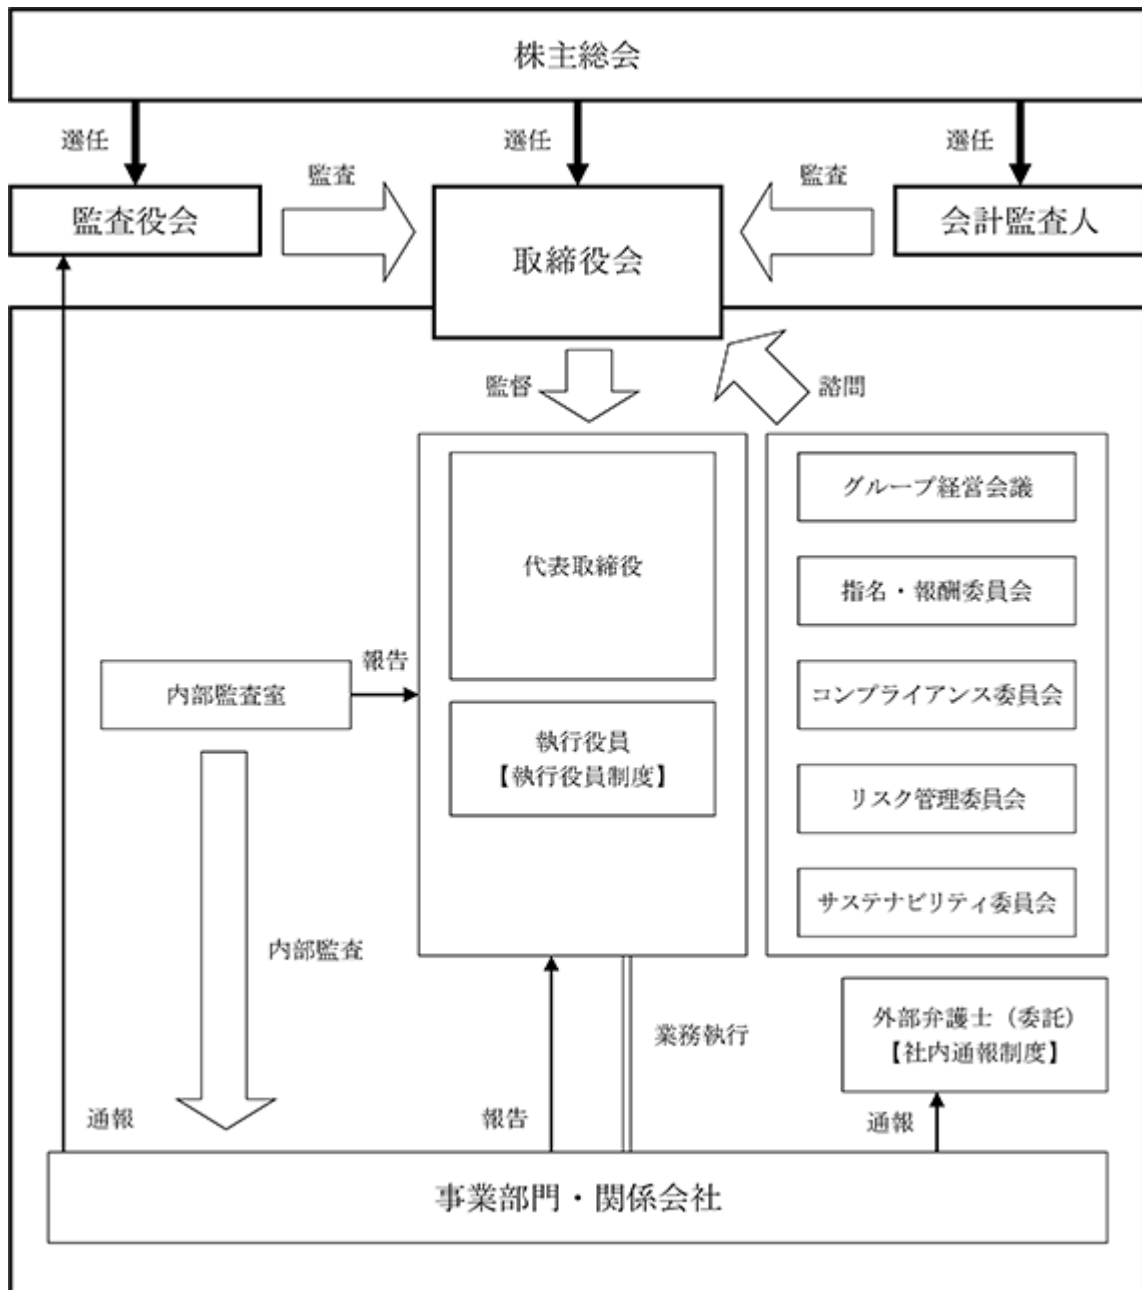 株主総会
選任
選任
選任
監査
監査
監査役会
取締役会
会計監査人
監督
諮問
代表取締役
グループ経営会議
指名・報酬委員会
報告
内部監査室
コンプライアンス委員会
執行役員
【執行役員制度】
リスク管理委員会
サステナビリティ委員会
内部監査
業務執行
外部弁護士（委託）
【社内通報制度】
通報
報告
通報
事業部門・関係会社